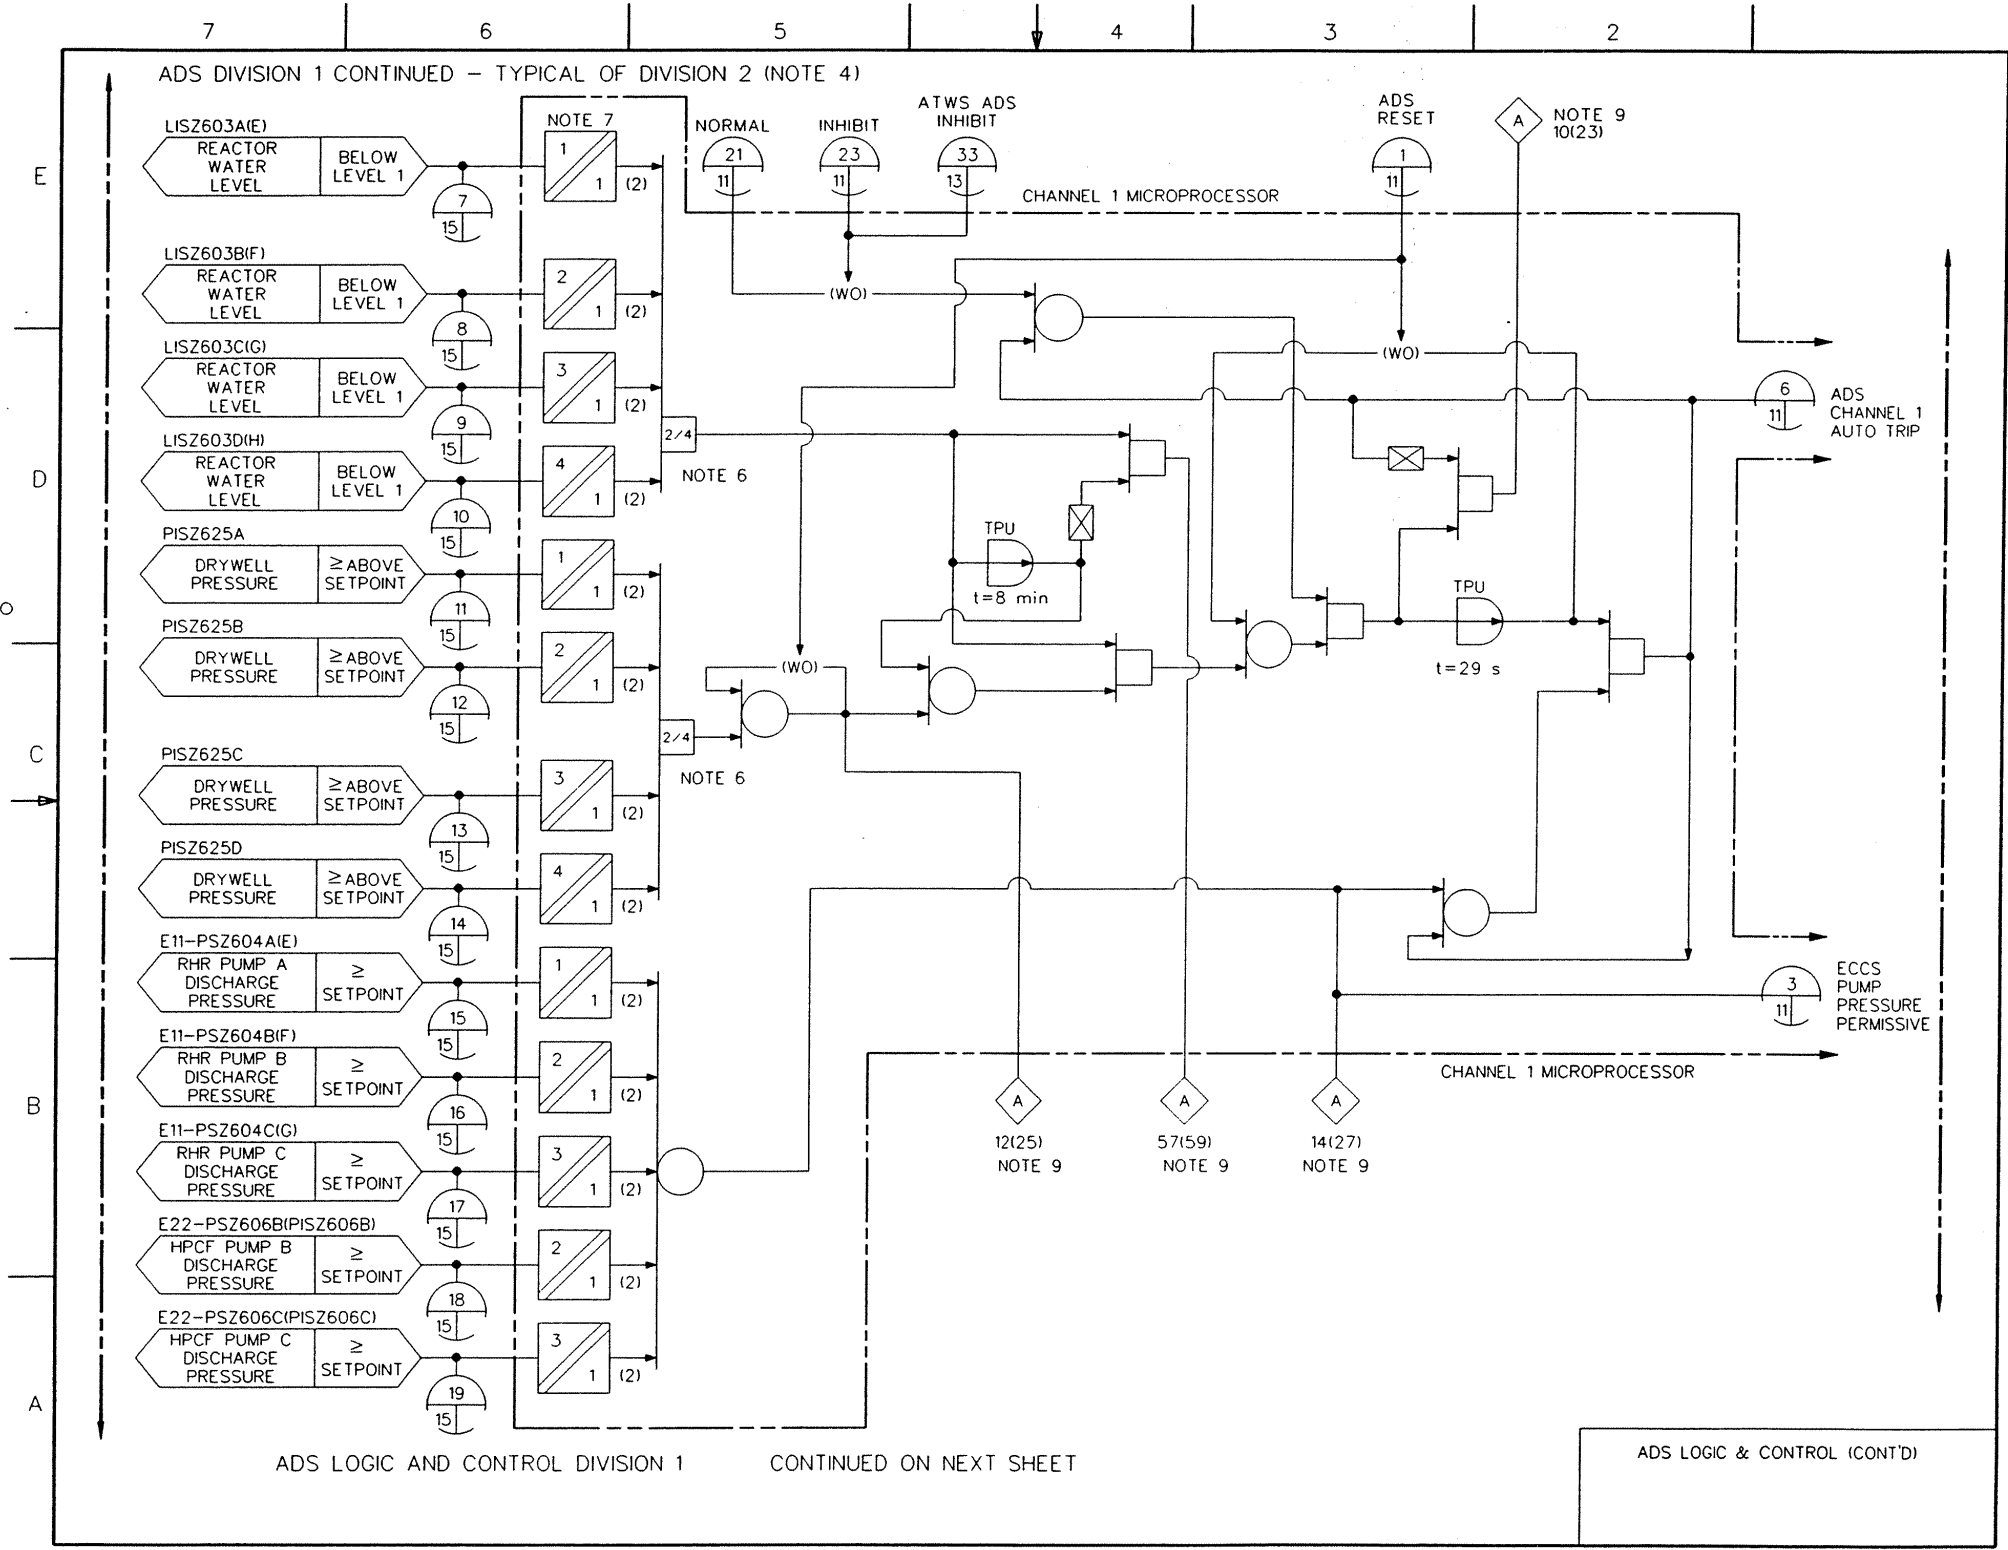 7 6 5 4 3 2
ADS DIVISION 1 CONTINUED – TYPICAL OF DIVISION 2 (NOTE 4)
E
D
C
B
A
LISZ603A(E)
REACTOR
WATER
LEVEL
BELOW
LEVEL 1
7
15
NOTE 7
1
1
(2)
LISZ603B(F)
REACTOR
WATER
LEVEL
BELOW
LEVEL 1
8
15
2
1
(2)
LISZ603C(G)
REACTOR
WATER
LEVEL
BELOW
LEVEL 1
9
15
3
1
(2)
LISZ603D(H)
REACTOR
WATER
LEVEL
BELOW
LEVEL 1
10
15
4
1
(2)
2/4
NOTE 6
PISZ625A
DRYWELL
PRESSURE
≥ABOVE
SETPOINT
11
15
1
1
(2)
PISZ625B
DRYWELL
PRESSURE
≥ABOVE
SETPOINT
12
15
2
1
(2)
2/4
NOTE 6
PISZ625C
DRYWELL
PRESSURE
≥ABOVE
SETPOINT
13
15
3
1
(2)
PISZ625D
DRYWELL
PRESSURE
≥ABOVE
SETPOINT
14
15
4
1
(2)
E11-PSZ604A(E)
RHR PUMP A
DISCHARGE
PRESSURE
≥
SETPOINT
15
15
1
1
(2)
E11-PSZ604B(F)
RHR PUMP B
DISCHARGE
PRESSURE
≥
SETPOINT
16
15
2
1
(2)
E11-PSZ604C(G)
RHR PUMP C
DISCHARGE
PRESSURE
≥
SETPOINT
17
15
3
1
(2)
E22-PSZ606B(PISZ606B)
HPCF PUMP B
DISCHARGE
PRESSURE
≥
SETPOINT
18
15
2
1
(2)
E22-PSZ606C(PISZ606C)
HPCF PUMP C
DISCHARGE
PRESSURE
≥
SETPOINT
19
15
3
1
(2)
NORMAL
21
11
INHIBIT
23
11
ATWS ADS
INHIBIT
33
13
ADS
RESET
1
11
A
NOTE 9
10(23)
CHANNEL 1 MICROPROCESSOR
(WO)
(WO)
(WO)
6
11
ADS
CHANNEL 1
AUTO TRIP
TPU
t=8 min
TPU
t=29 s
3
11
ECCS
PUMP
PRESSURE
PERMISSIVE
CHANNEL 1 MICROPROCESSOR
A
12(25)
NOTE 9
A
57(59)
NOTE 9
A
14(27)
NOTE 9
ADS LOGIC AND CONTROL DIVISION 1
CONTINUED ON NEXT SHEET
ADS LOGIC & CONTROL (CONT'D)